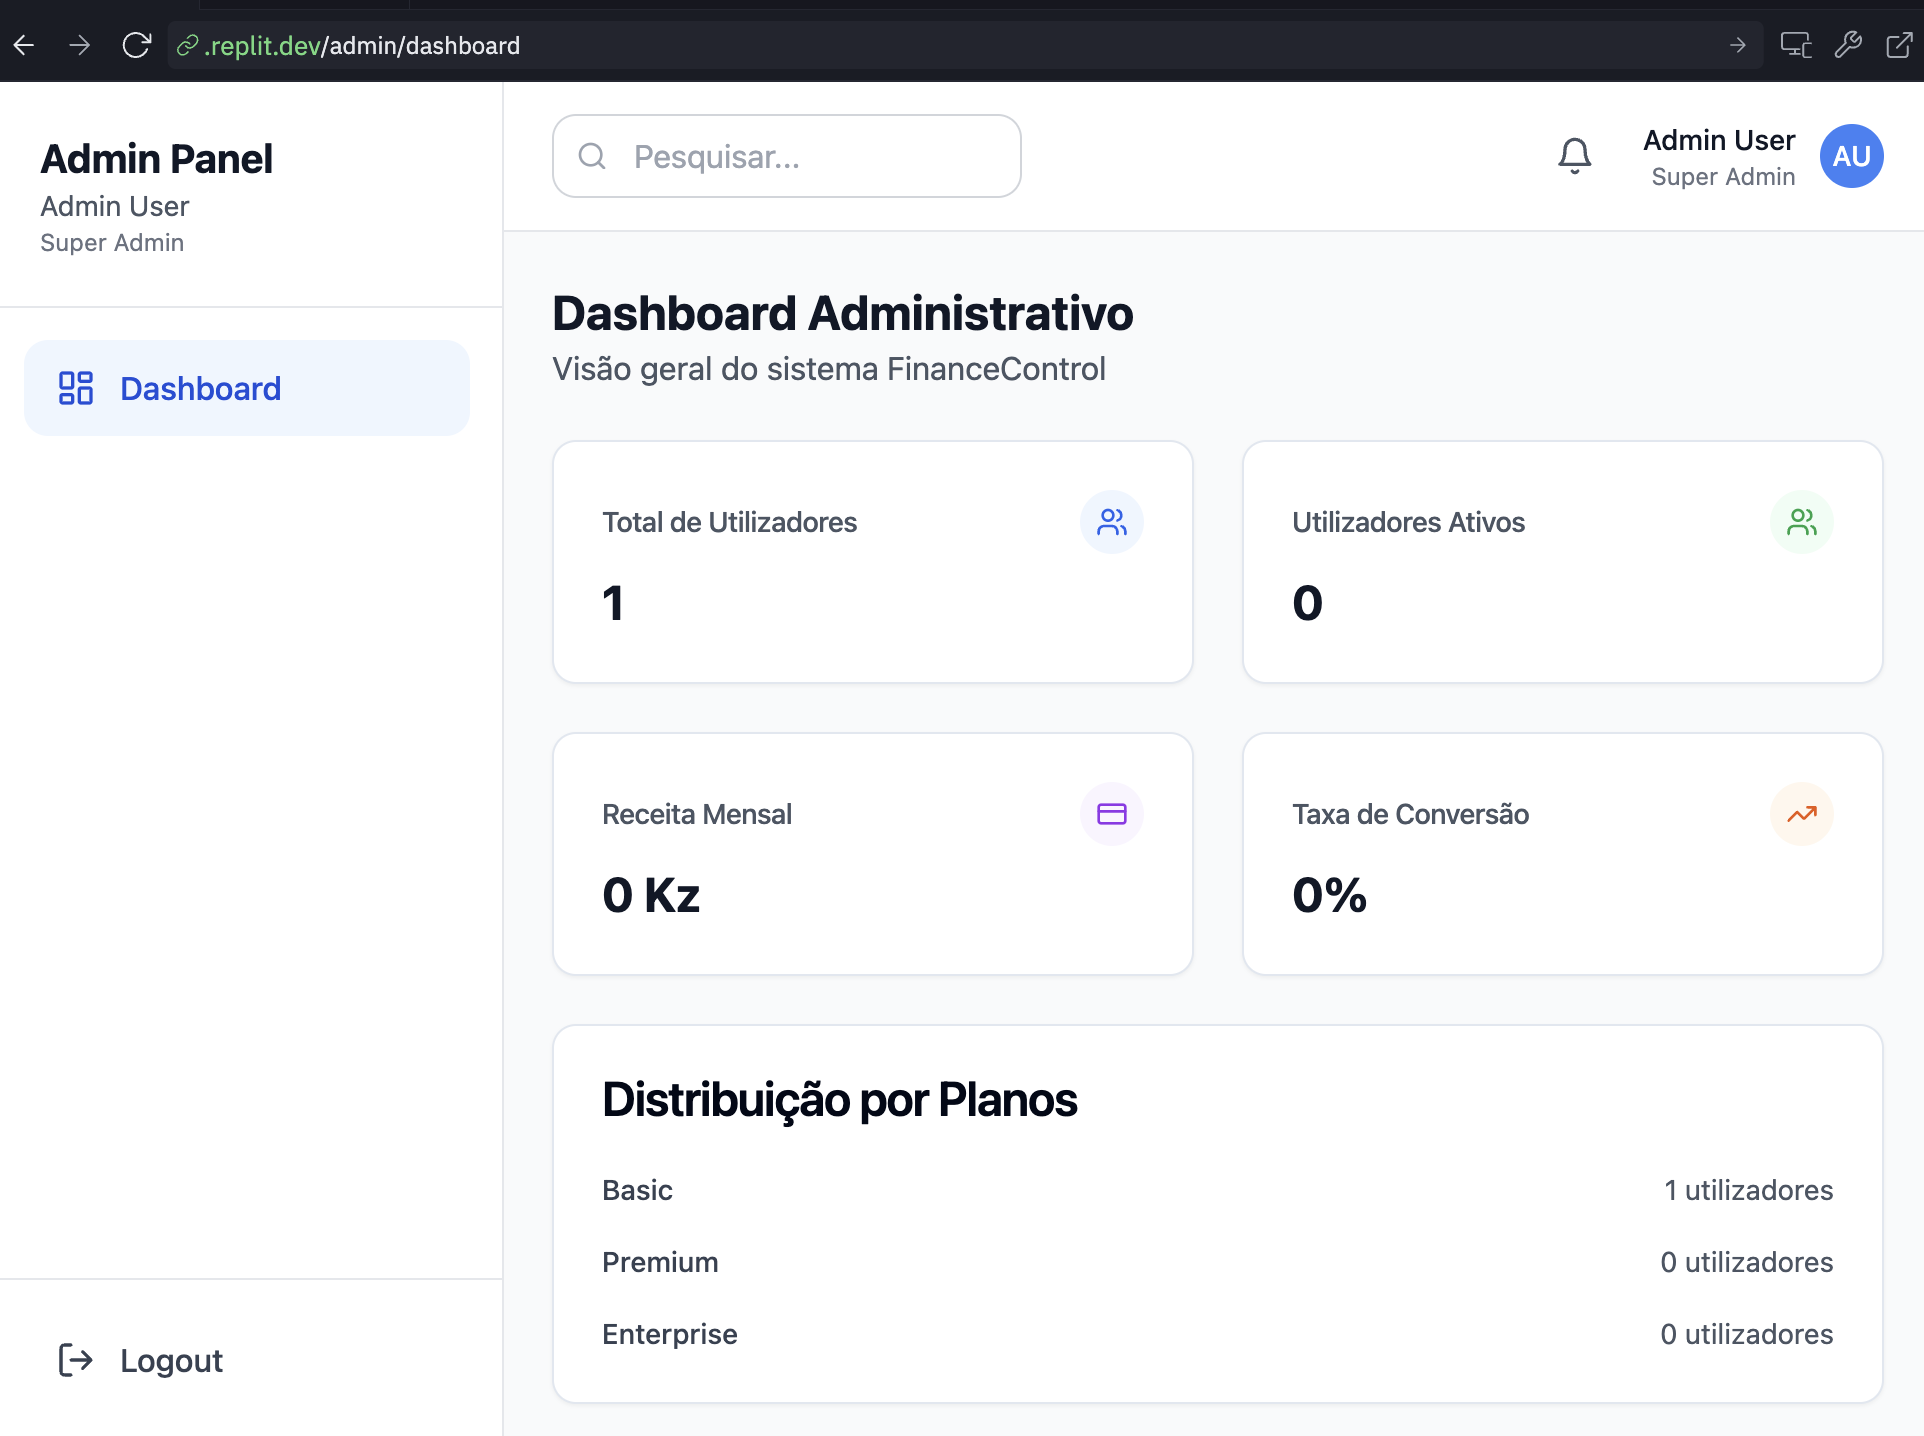 .replit.dev/admin/dashboard
Admin Panel
Admin User
Super Admin
Dashboard
Logout
Pesquisar...
Admin User
Super Admin
AU
Dashboard Administrativo
Visão geral do sistema FinanceControl
Total de Utilizadores
1
Utilizadores Ativos
0
Receita Mensal
0 Kz
Taxa de Conversão
0%
Distribuição por Planos
Basic 1 utilizadores
Premium 0 utilizadores
Enterprise 0 utilizadores